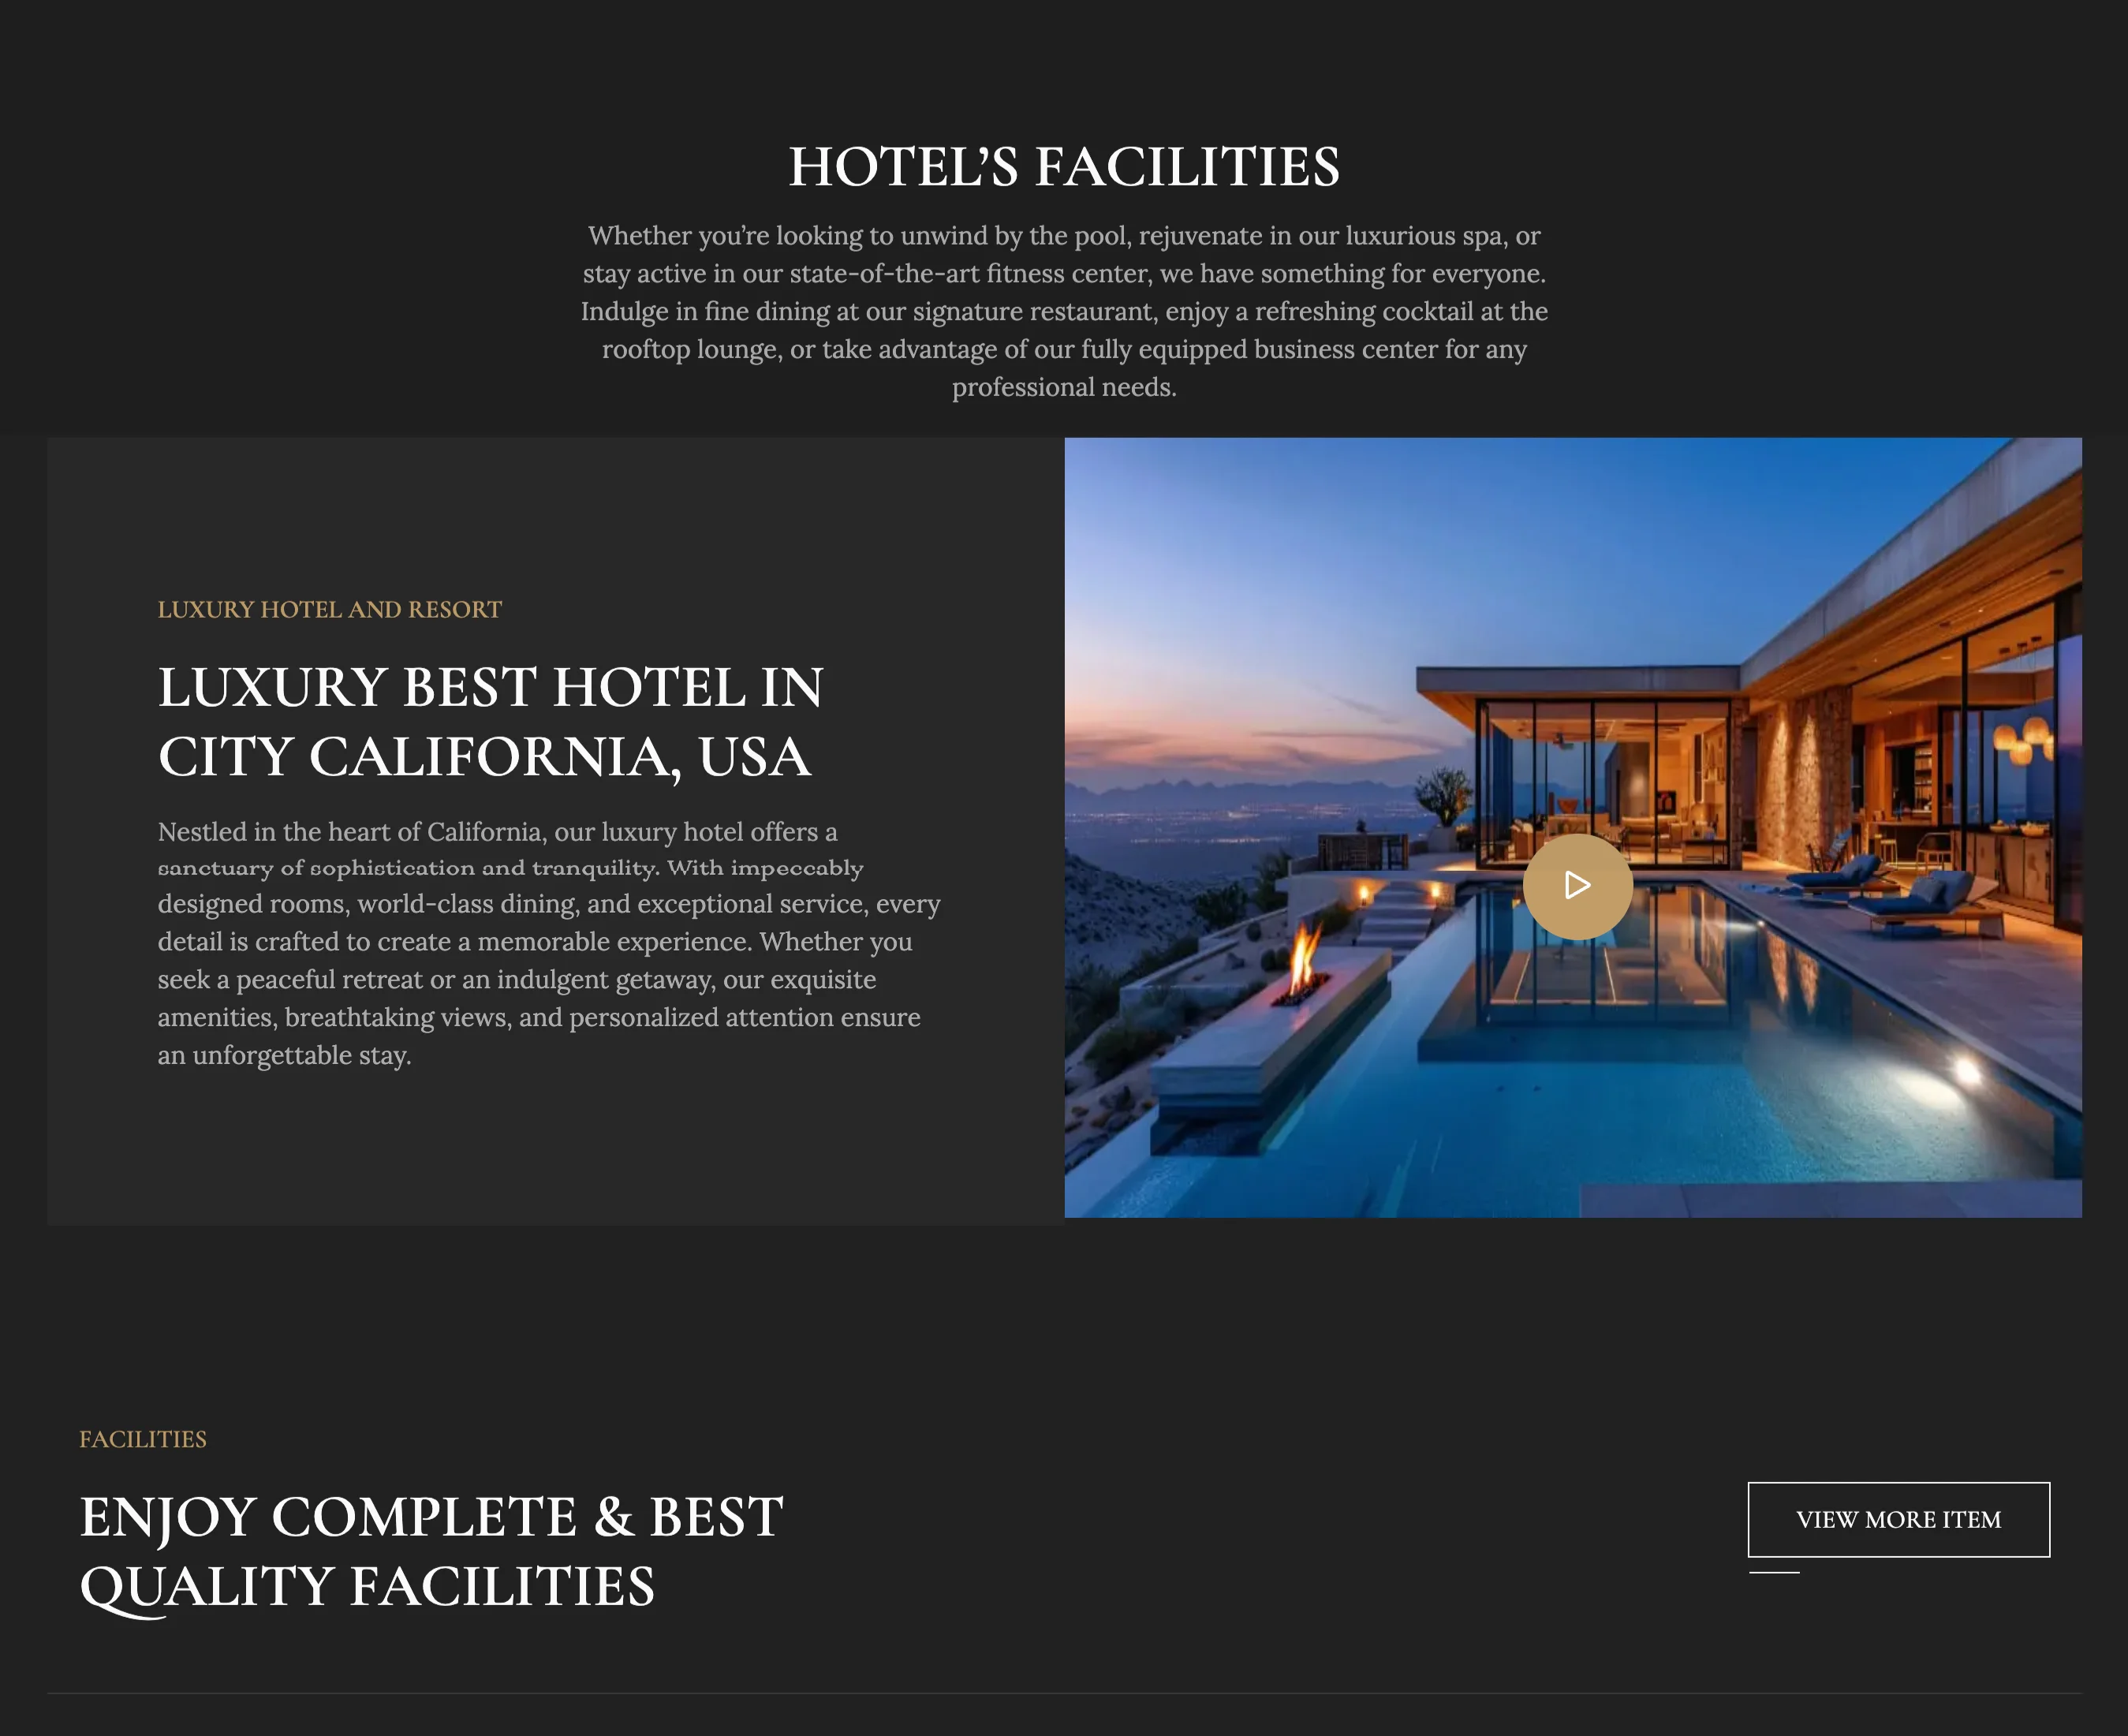 HOTEL’S FACILITIES
Whether you’re looking to unwind by the pool, rejuvenate in our luxurious spa, or
stay active in our state-of-the-art fitness center, we have something for everyone.
Indulge in fine dining at our signature restaurant, enjoy a refreshing cocktail at the
rooftop lounge, or take advantage of our fully equipped business center for any
professional needs.
LUXURY HOTEL AND RESORT
LUXURY BEST HOTEL IN
CITY CALIFORNIA, USA
Nestled in the heart of California, our luxury hotel offers a
sanctuary of sophistication and tranquility. With impeccably
designed rooms, world-class dining, and exceptional service, every
detail is crafted to create a memorable experience. Whether you
seek a peaceful retreat or an indulgent getaway, our exquisite
amenities, breathtaking views, and personalized attention ensure
an unforgettable stay.
FACILITIES
ENJOY COMPLETE & BEST
QUALITY FACILITIES
VIEW MORE ITEM